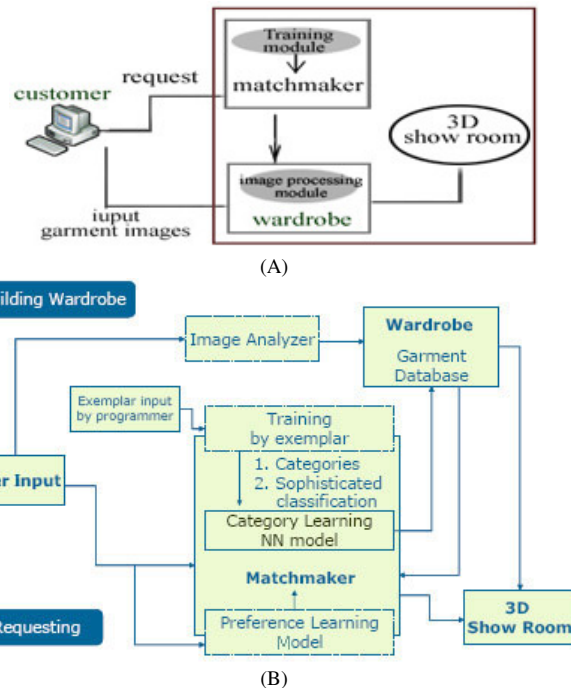 Training
module
request
matchmaker
customer
3D
show room
image processing
module
iuput
garment images
wardrobe
(A)
ilding Wardrobe
Image Analyzer
Wardrobe
Garment
Database
Exemplar input
by programmer
Training
by exemplar
1. Categories
2. Sophisticated
classification
er Input
Category Learning
NN model
Matchmaker
Requesting
Preference Learning
Model
3D
Show Room
(B)